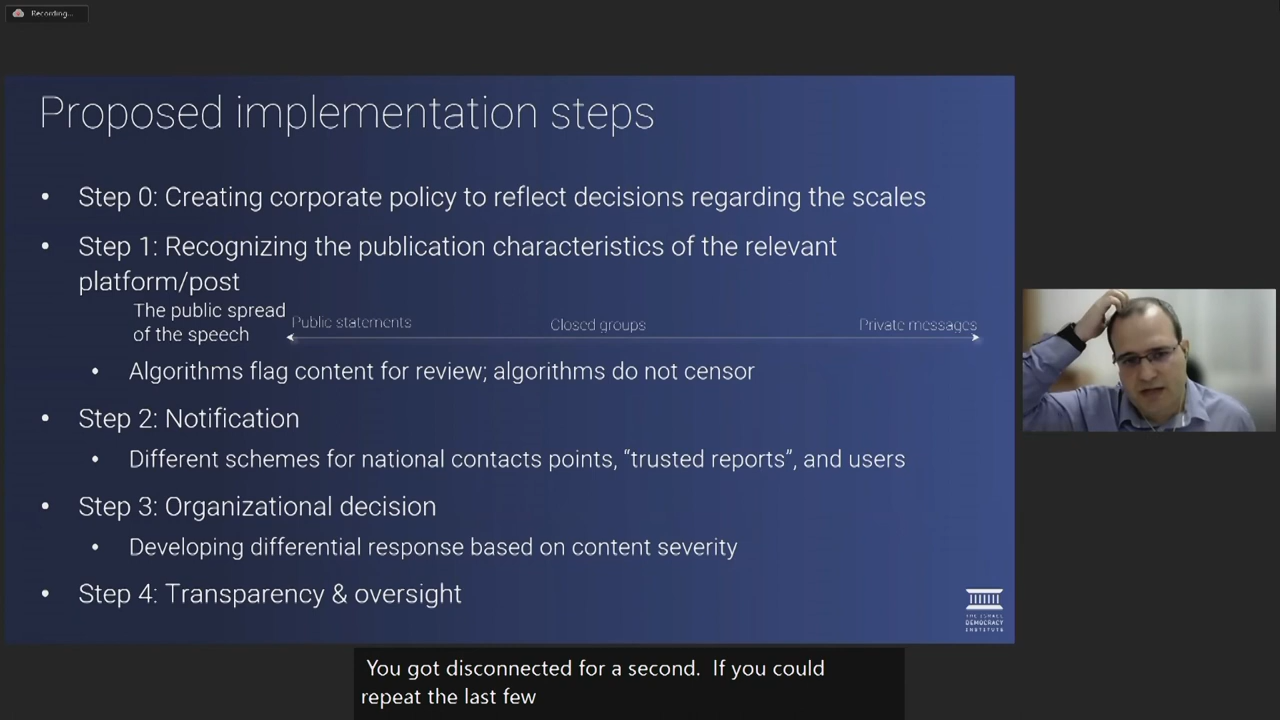 Recording...
Proposed implementation steps
• Step 0: Creating corporate policy to reflect decisions regarding the scales
• Step 1: Recognizing the publication characteristics of the relevant
platform/post
The public spread
of the speech
Public statements
Closed groups
Private messages
• Algorithms flag content for review; algorithms do not censor
• Step 2: Notification
• Different schemes for national contacts points, “trusted reports”, and users
• Step 3: Organizational decision
• Developing differential response based on content severity
• Step 4: Transparency & oversight
THE ISRAEL
DEMOCRACY
INSTITUTE
You got disconnected for a second.  If you could
repeat the last few